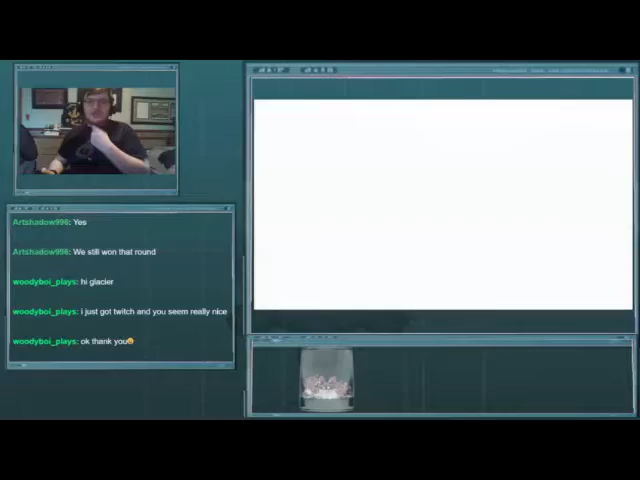 Artshadow996: Yes
Artshadow996: We still won that round
woodyboi_plays: hi glacier
woodyboi_plays: i just got twitch and you seem really nice
woodyboi_plays: ok thank you😀